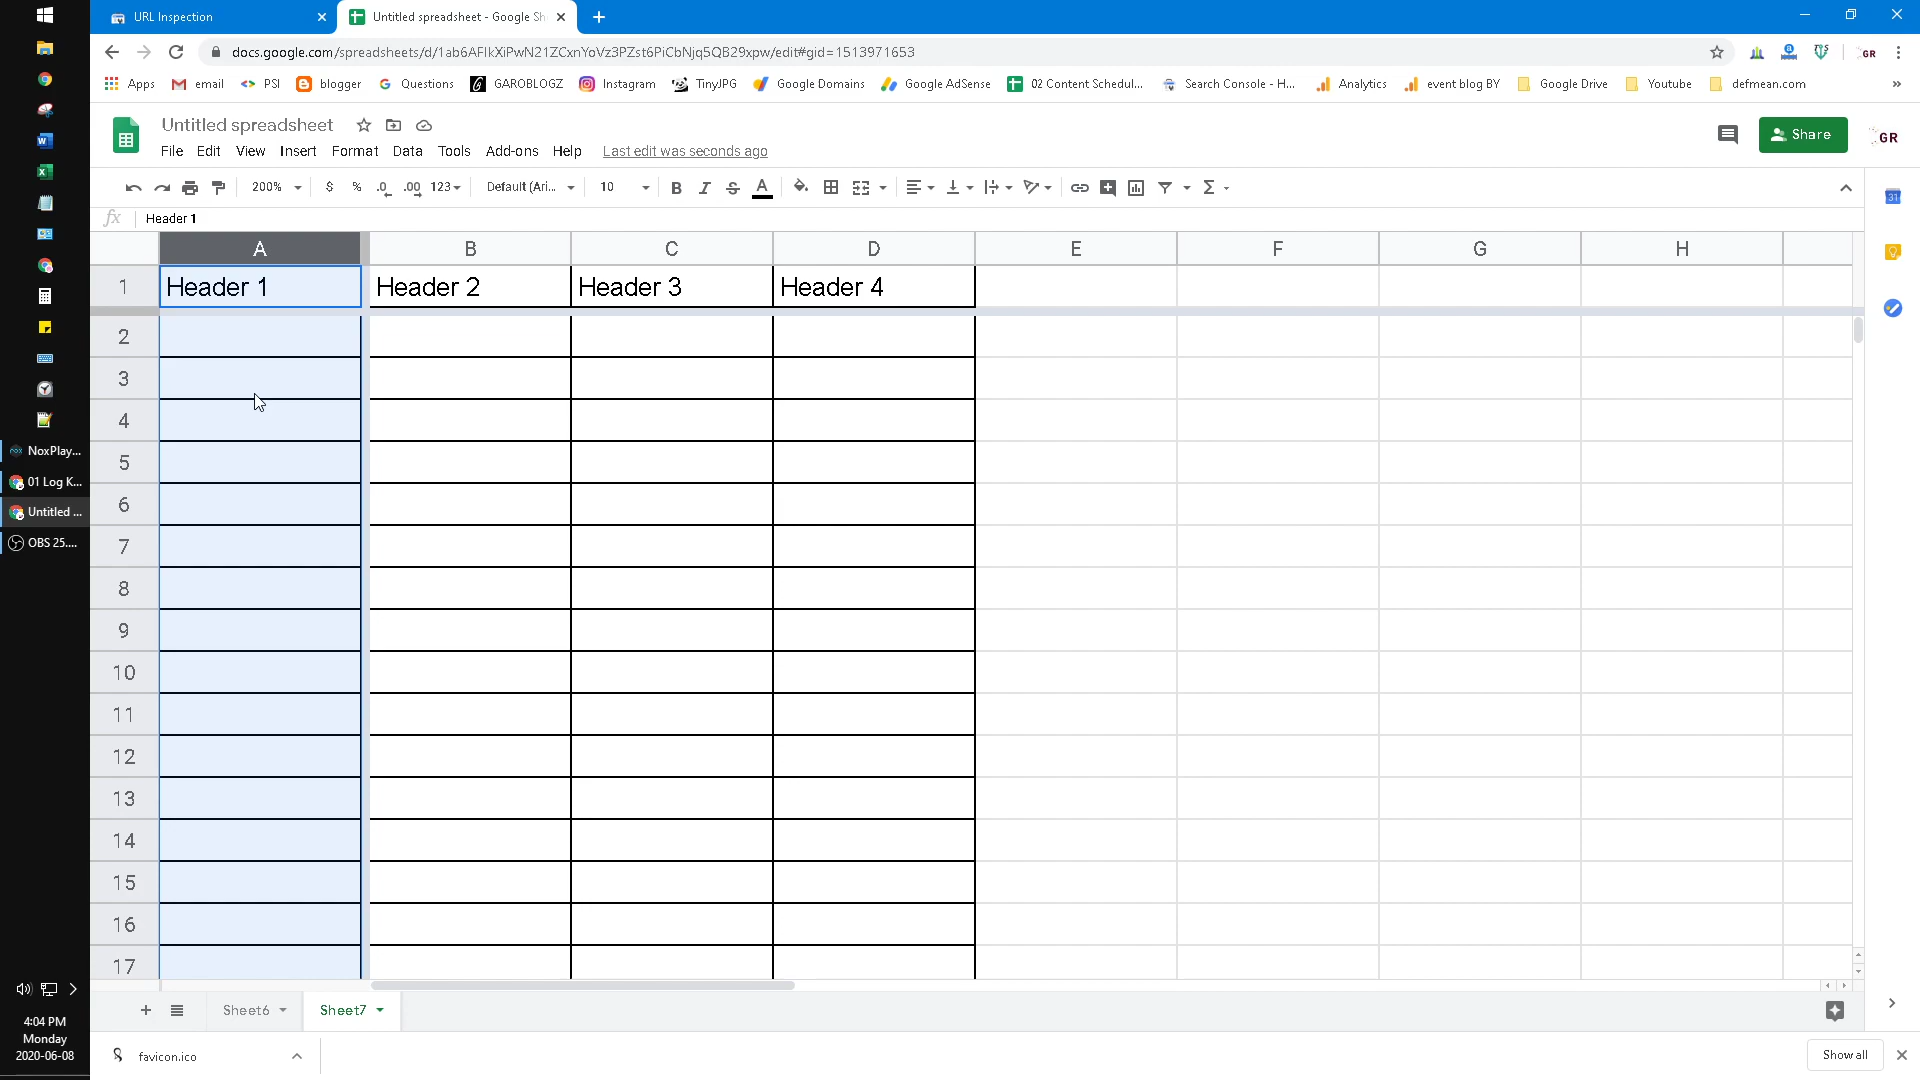 URL Inspection
Untitled spreadsheet - Google Sh
docs.google.com/spreadsheets/d/1ab6AFlkXiPwN21ZCxnYoVz3PZst6PiCbNjq5QB29xpw/edit#gid=1513971653
GR
Apps email PSI blogger Questions GAROBLOGZ Instagram TinyJPG Google Domains Google AdSense 02 Content Schedul... Search Console - H... Analytics event blog BY Google Drive Youtube defmean.com »
Untitled spreadsheet
Share
GR
File Edit View Insert Format Data Tools Add-ons Help Last edit was seconds ago
200% $ % .0 .00 123 Default (Ari... 10 B I S A Σ
31
fx Header 1
A B C D E F G H
1 Header 1 Header 2 Header 3 Header 4
2
3
4
5
6
7
8
9
10
11
12
13
14
15
16
17
NoxPlay...
01 Log K...
Untitled ...
OBS 25....
Sheet6 Sheet7
4:04 PM
Monday
2020-06-08
favicon.ico
Show all